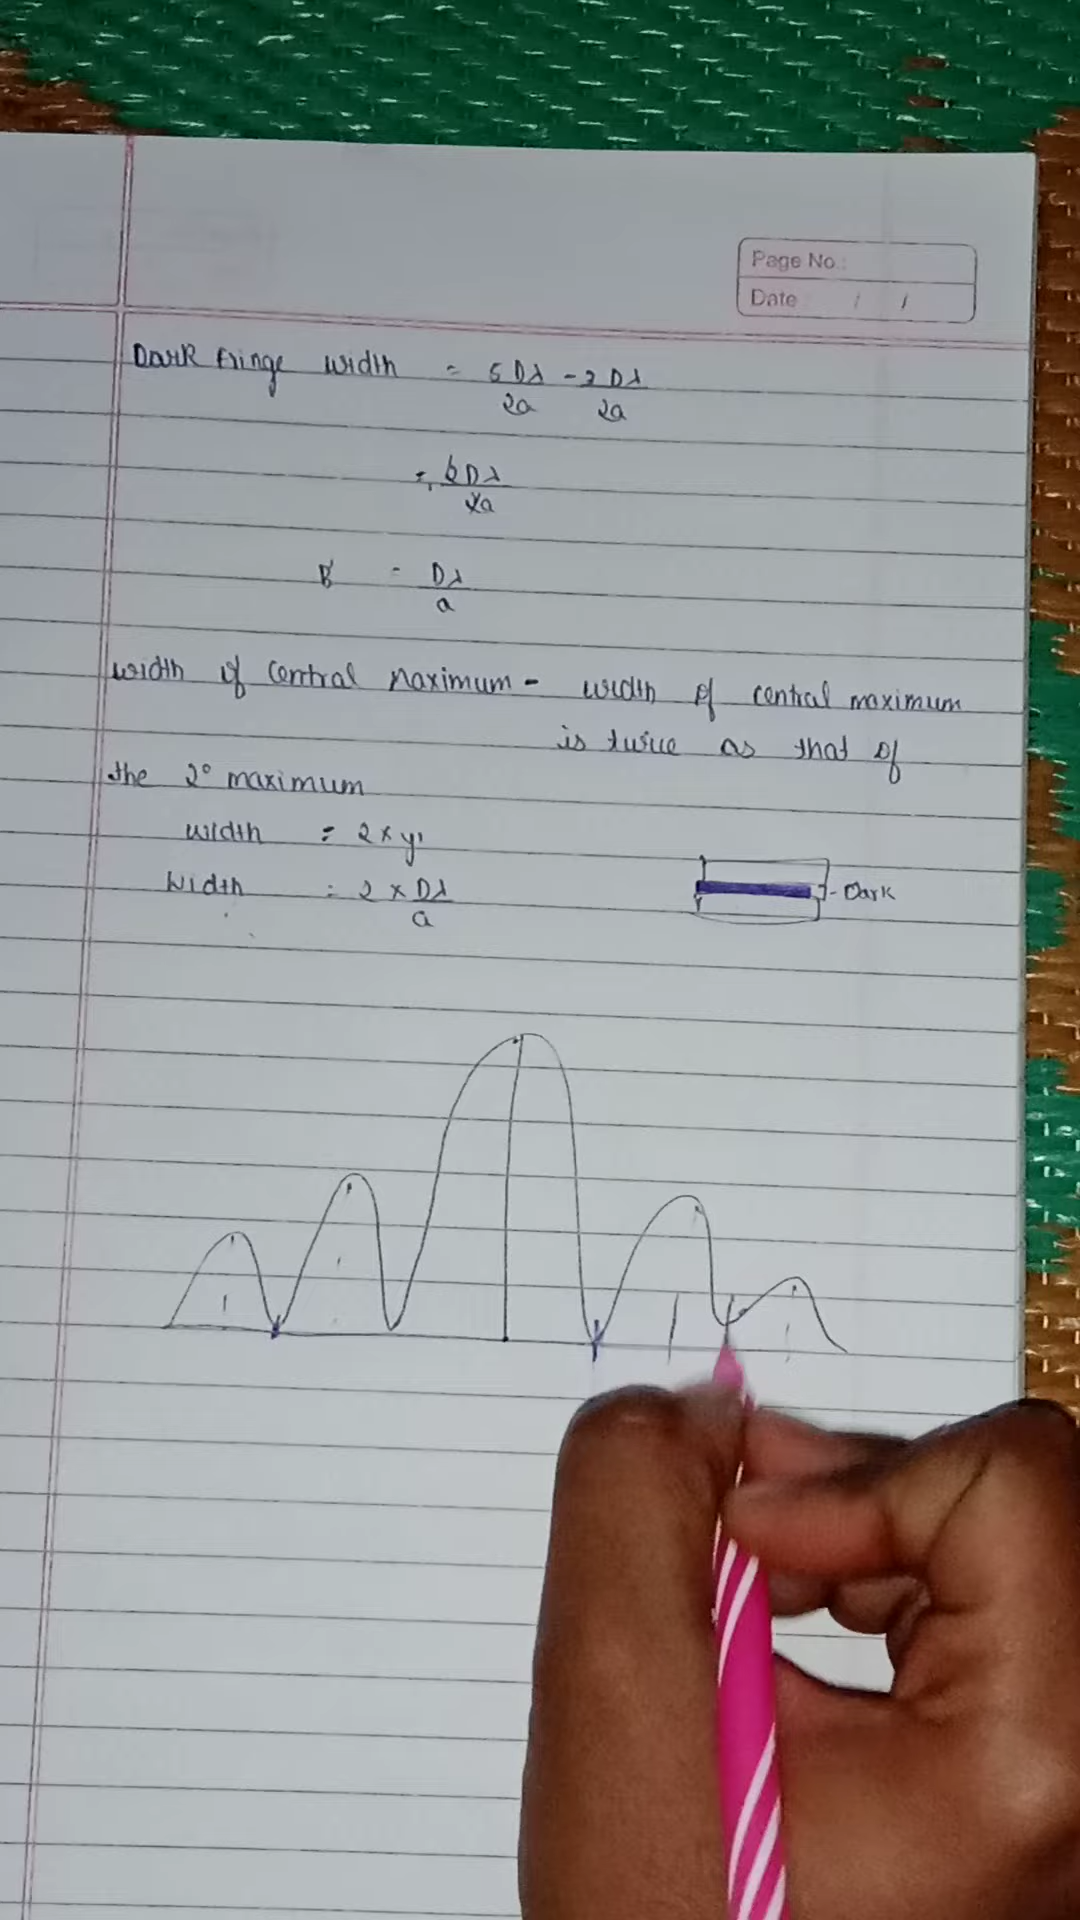 Page No.:
Date : / /
Dark fringe width = 5Dλ/2a - 3Dλ/2a
= 2Dλ/2a
β = Dλ/a
width of Central Maximum - width of central maximum
is twice as that of
the 2° maximum
width = 2 x y'
Width = 2 x Dλ/a
- Dark